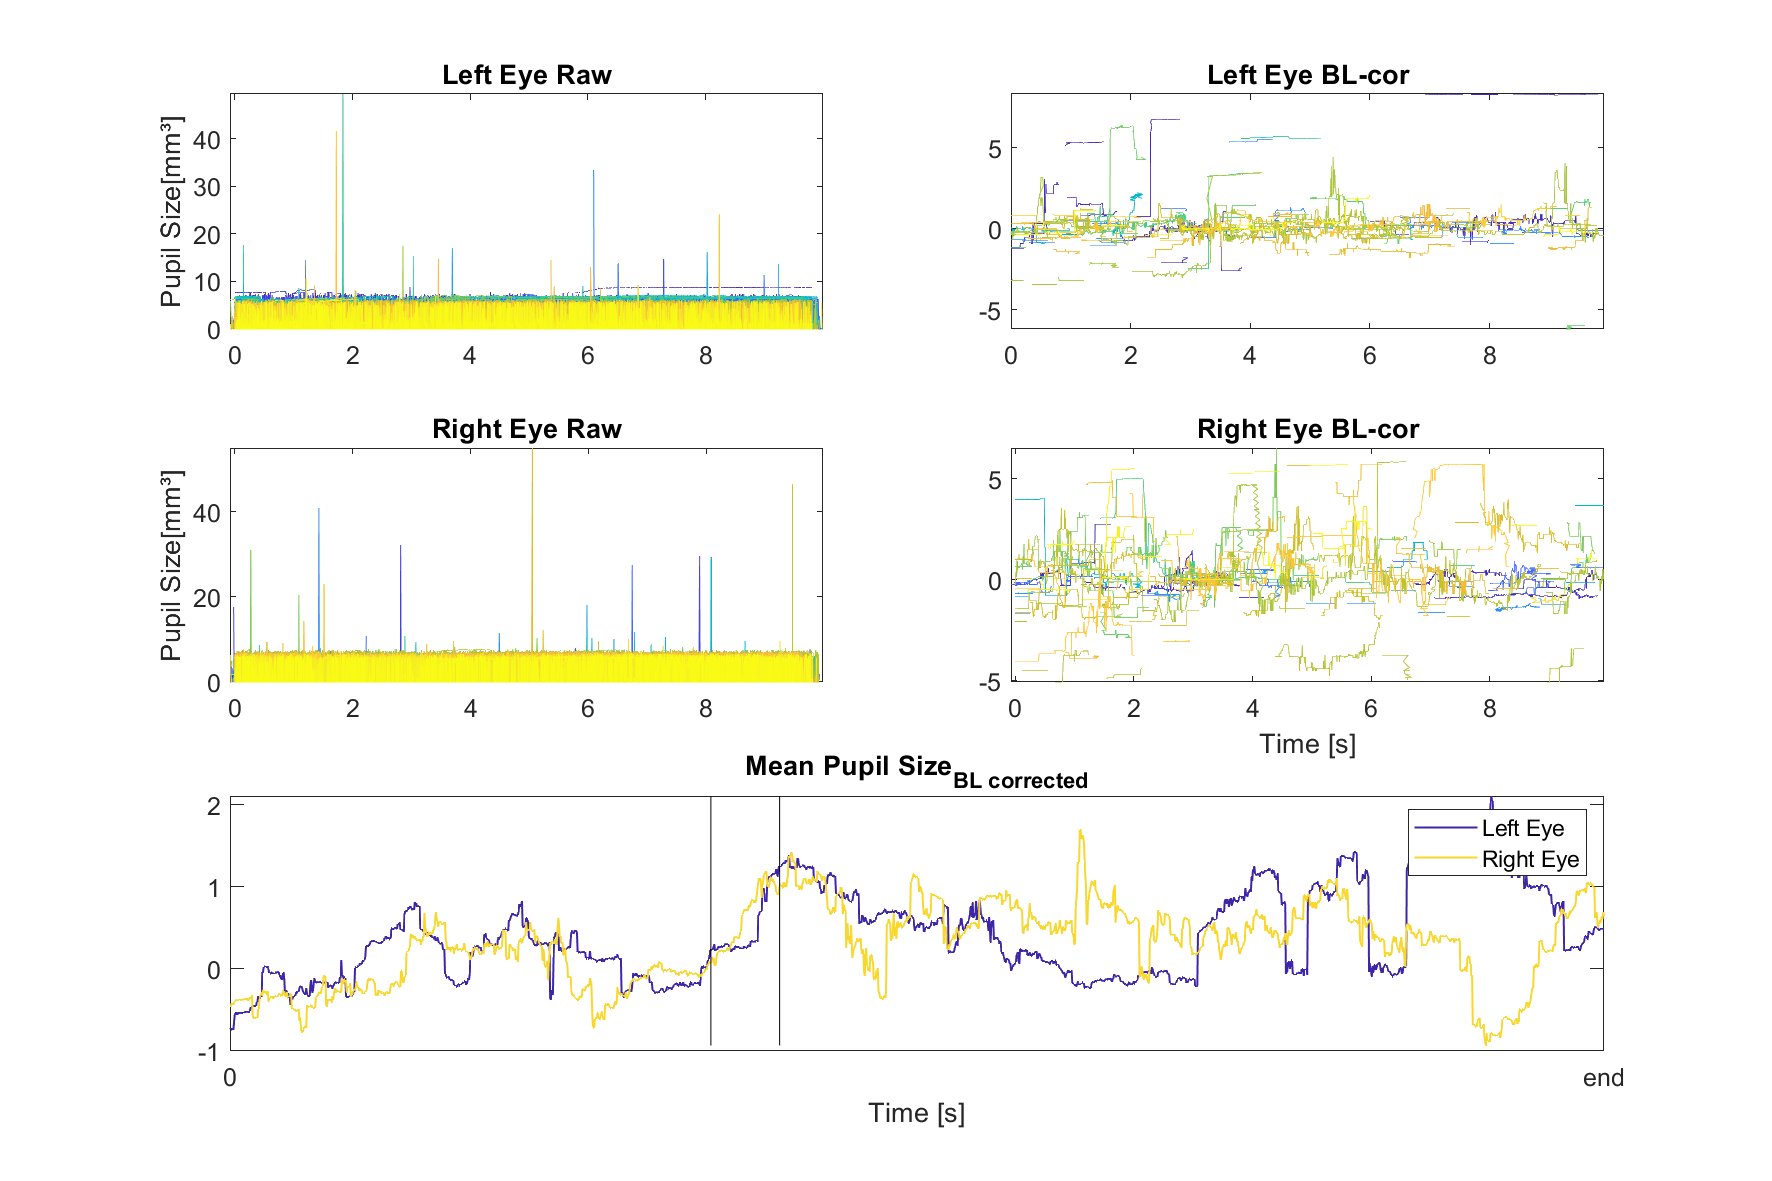 Left Eye Raw
Left Eye BL-cor
Pupil Size[mm³]
40
30
20
10
0
0 2 4 6 8
5
0
-5
0 2 4 6 8
Right Eye Raw
Right Eye BL-cor
Pupil Size[mm³]
40
20
0
0 2 4 6 8
5
0
-5
0 2 4 6 8
Time [s]
Mean Pupil Size BL corrected
2
1
0
-1
Left Eye
Right Eye
0
end
Time [s]